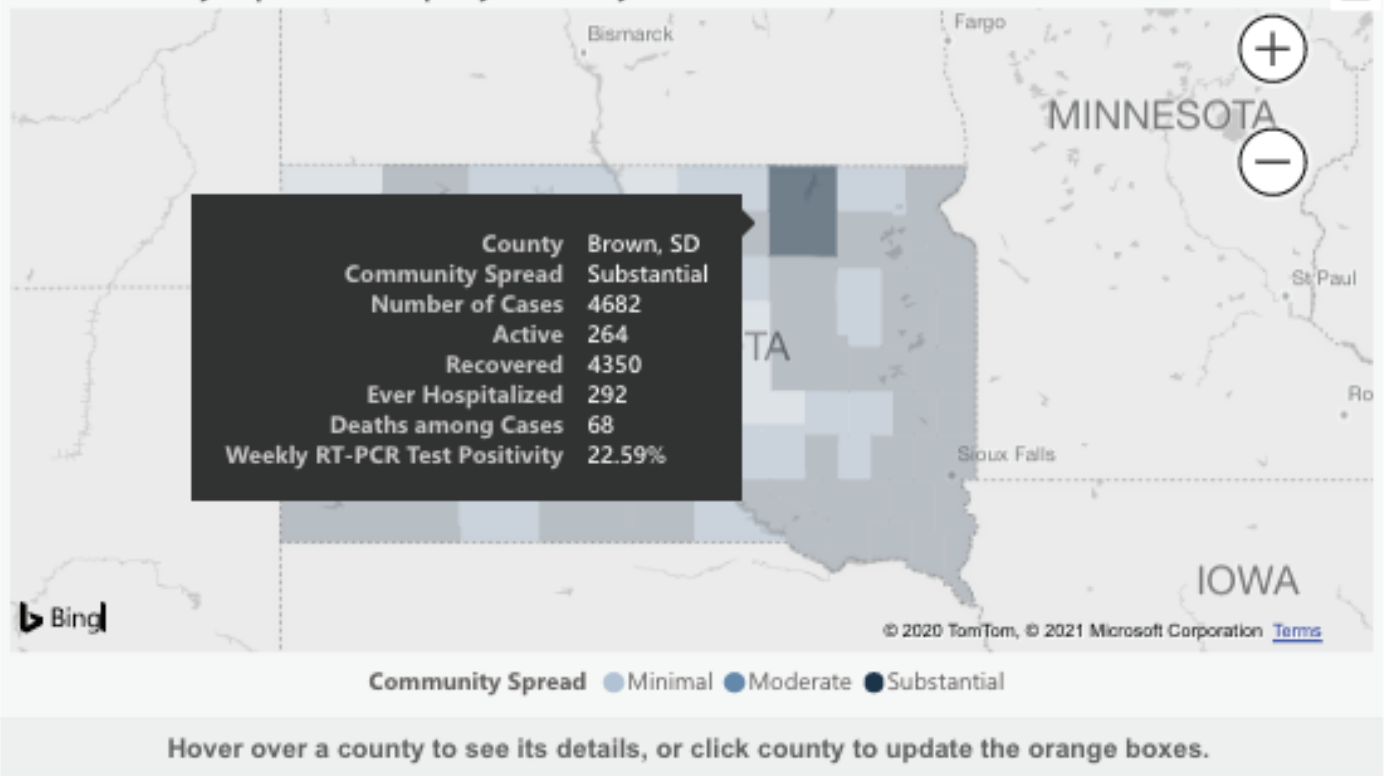 Bismarck
Fargo
MINNESOTA
County Brown, SD
Community Spread Substantial
Number of Cases 4682
Active 264
Recovered 4350
Ever Hospitalized 292
Deaths among Cases 68
Weekly RT-PCR Test Positivity 22.59%
St Paul
TA
Ro
Sioux Falls
IOWA
Bing
© 2020 TomTom, © 2021 Microsoft Corporation Terms
Community Spread Minimal Moderate Substantial
Hover over a county to see its details, or click county to update the orange boxes.